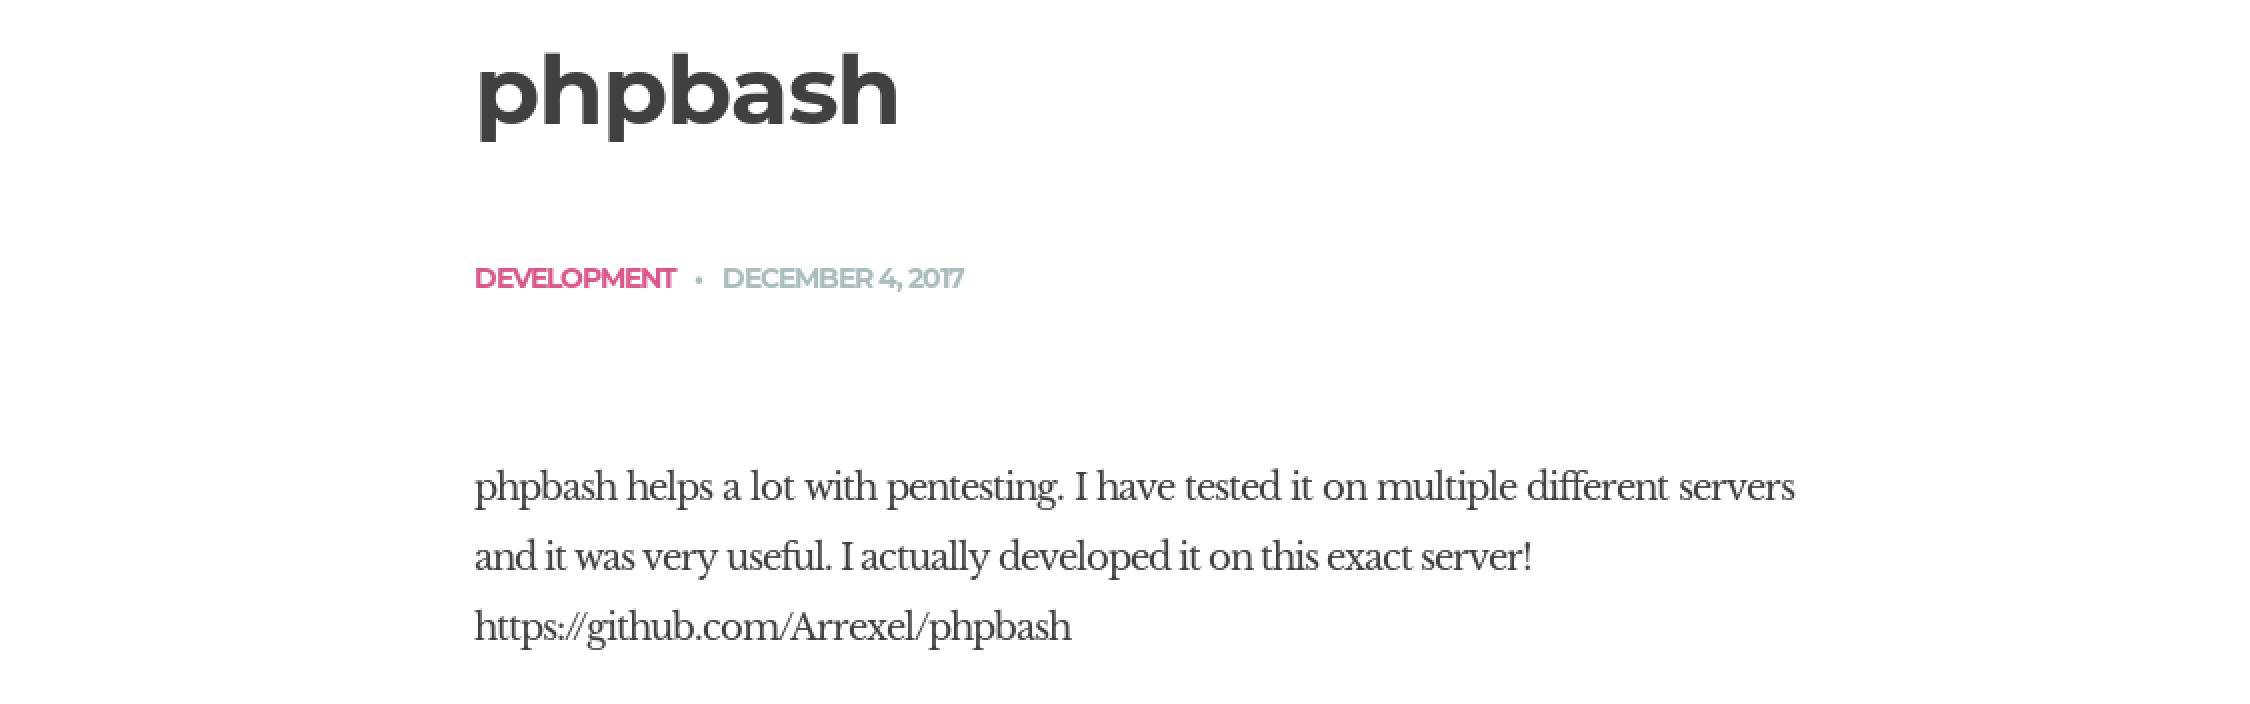 phpbash
DEVELOPMENT • DECEMBER 4, 2017
phpbash helps a lot with pentesting. I have tested it on multiple different servers
and it was very useful. I actually developed it on this exact server!
https://github.com/Arrexel/phpbash